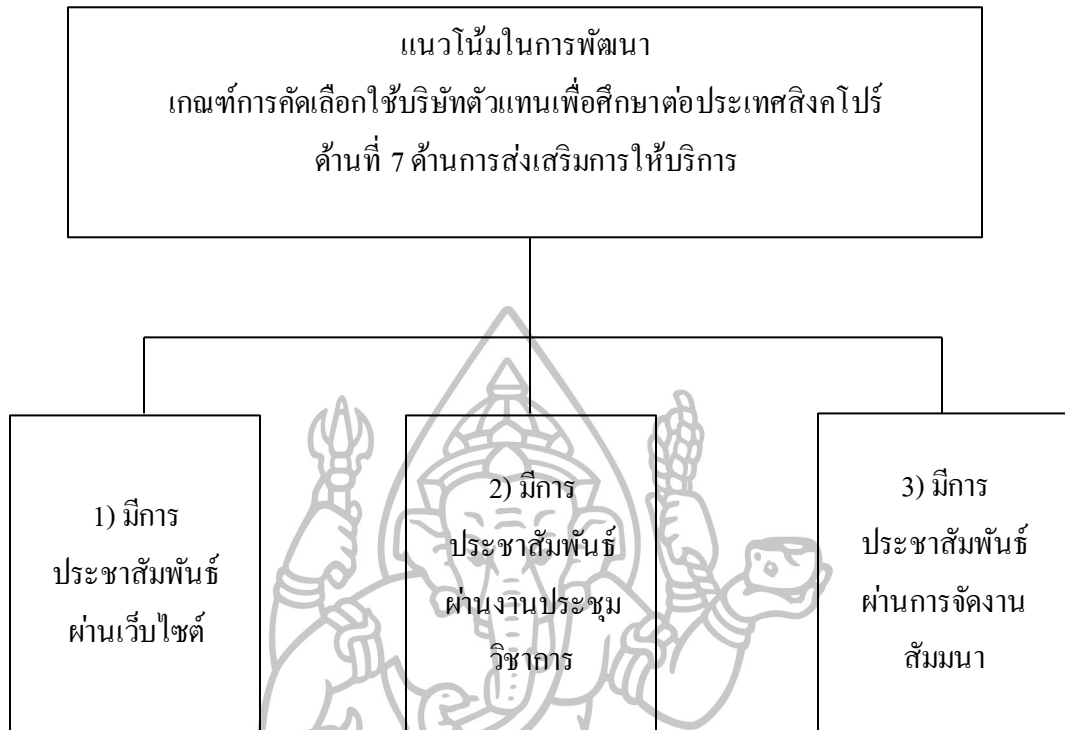 แนวโน้มในการพัฒนา
เกณฑ์การคัดเลือกใช้บริษัทตัวแทนเพื่อศึกษาต่อประเทศสิงคโปร์
ด้านที่ 7 ด้านการส่งเสริมการให้บริการ
1) มีการ
ประชาสัมพันธ์
ผ่านเว็บไซต์
2) มีการ
ประชาสัมพันธ์
ผ่านงานประชุม
วิชาการ
3) มีการ
ประชาสัมพันธ์
ผ่านการจัดงาน
สัมมนา